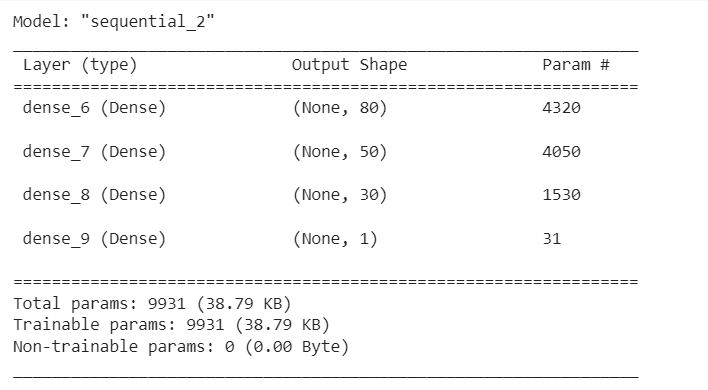 Model: "sequential_2"
Layer (type) Output Shape Param #
dense_6 (Dense) (None, 80) 4320
dense_7 (Dense) (None, 50) 4050
dense_8 (Dense) (None, 30) 1530
dense_9 (Dense) (None, 1) 31
Total params: 9931 (38.79 KB)
Trainable params: 9931 (38.79 KB)
Non-trainable params: 0 (0.00 Byte)